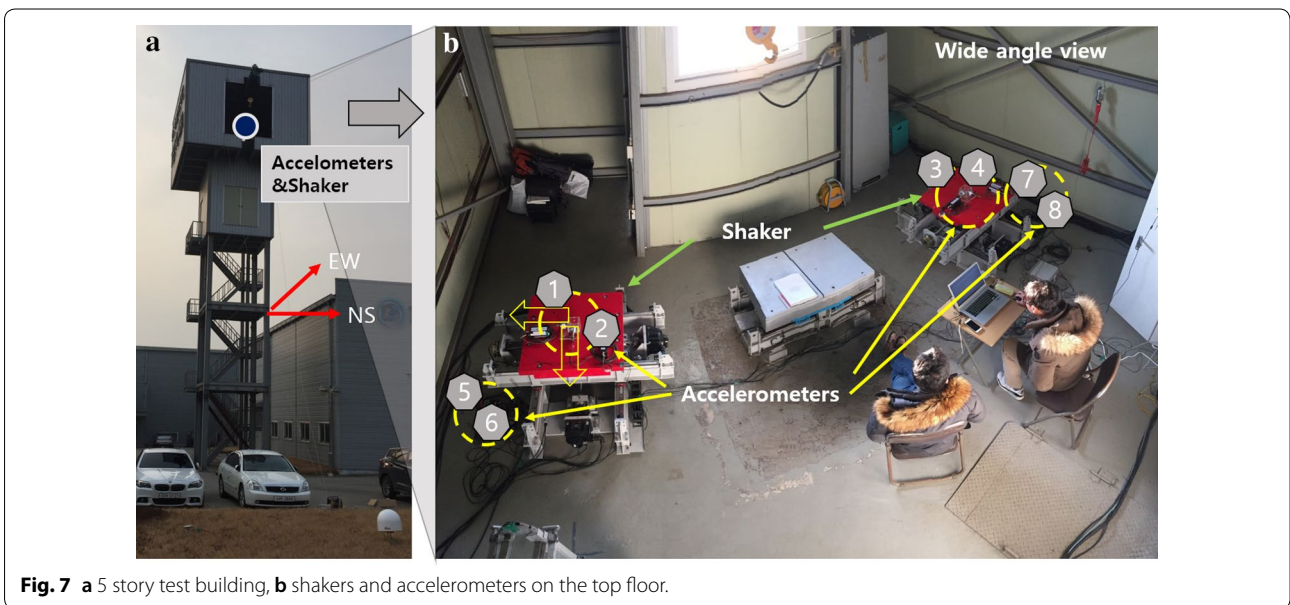 a
b
Wide angle view
Accelometers
&Shaker
EW
NS
Shaker
3
4
7
8
1
2
5
6
Accelerometers
Fig. 7 a 5 story test building, b shakers and accelerometers on the top floor.